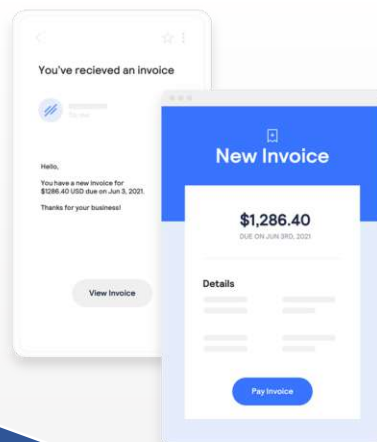 You've recieved an invoice
To me
Hello,
You have a new invoice for
$1286.40 USD due on Jun 3, 2021.
Thanks for your business!
View Invoice
New Invoice
$1,286.40
DUE ON JUN 3RD, 2021
Details
Pay Invoice